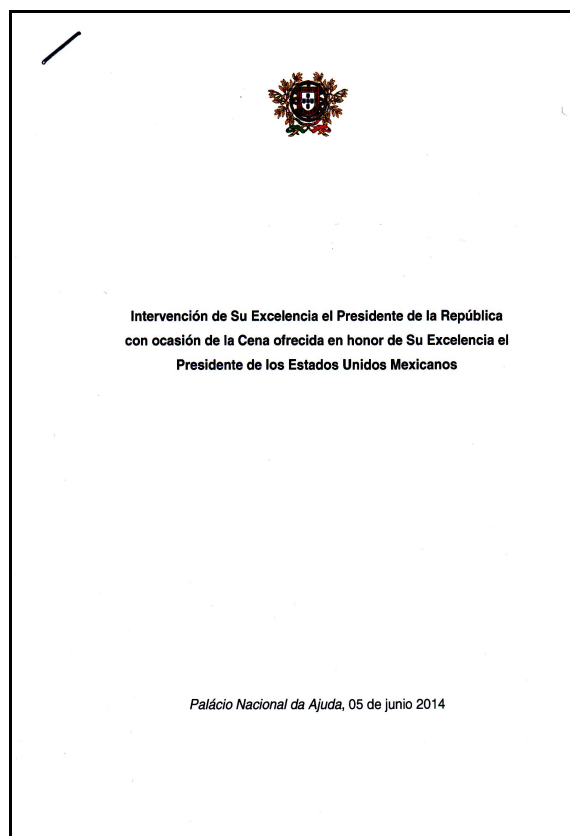 Intervención de Su Excelencia el Presidente de la República
con ocasión de la Cena ofrecida en honor de Su Excelencia el
Presidente de los Estados Unidos Mexicanos
Palácio Nacional da Ajuda, 05 de junio 2014